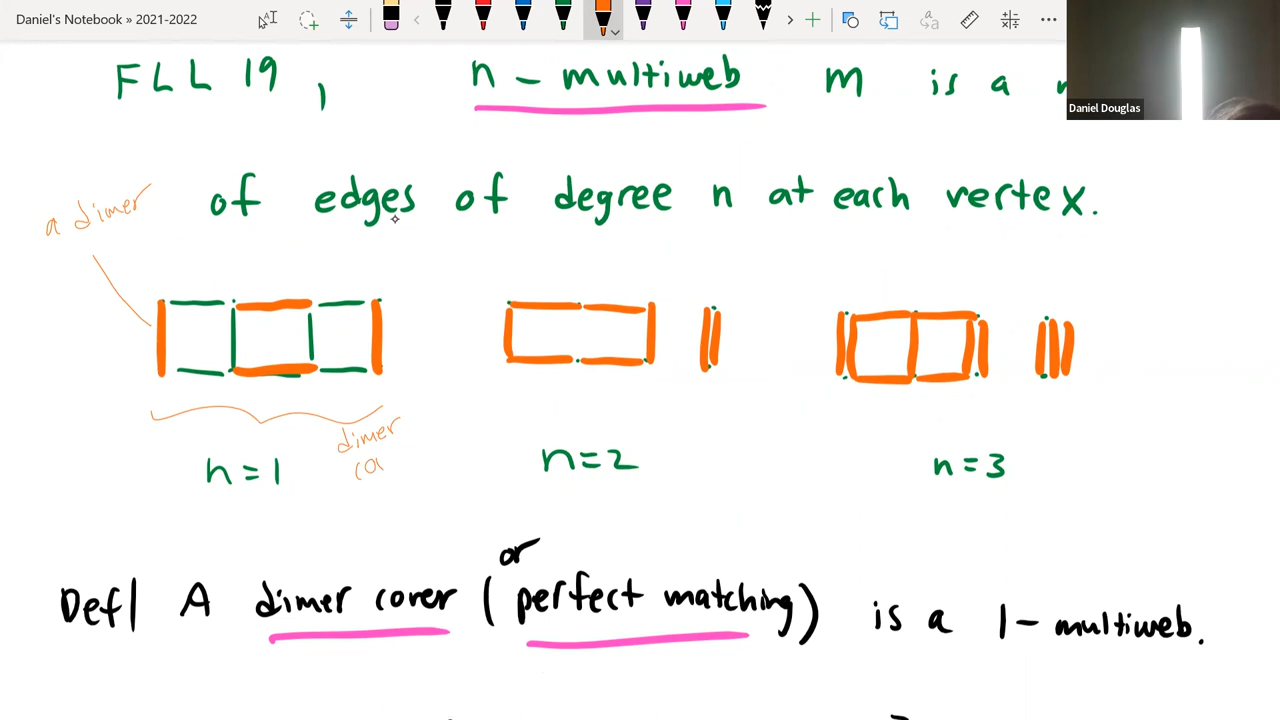 Daniel's Notebook » 2021-2022
Daniel Douglas
FLL 19, n-multiweb m is a
of edges of degree n at each vertex.
a dimer
dimer
n=1
n=2
n=3
or
Def| A dimer cover (perfect matching) is a 1-multiweb.